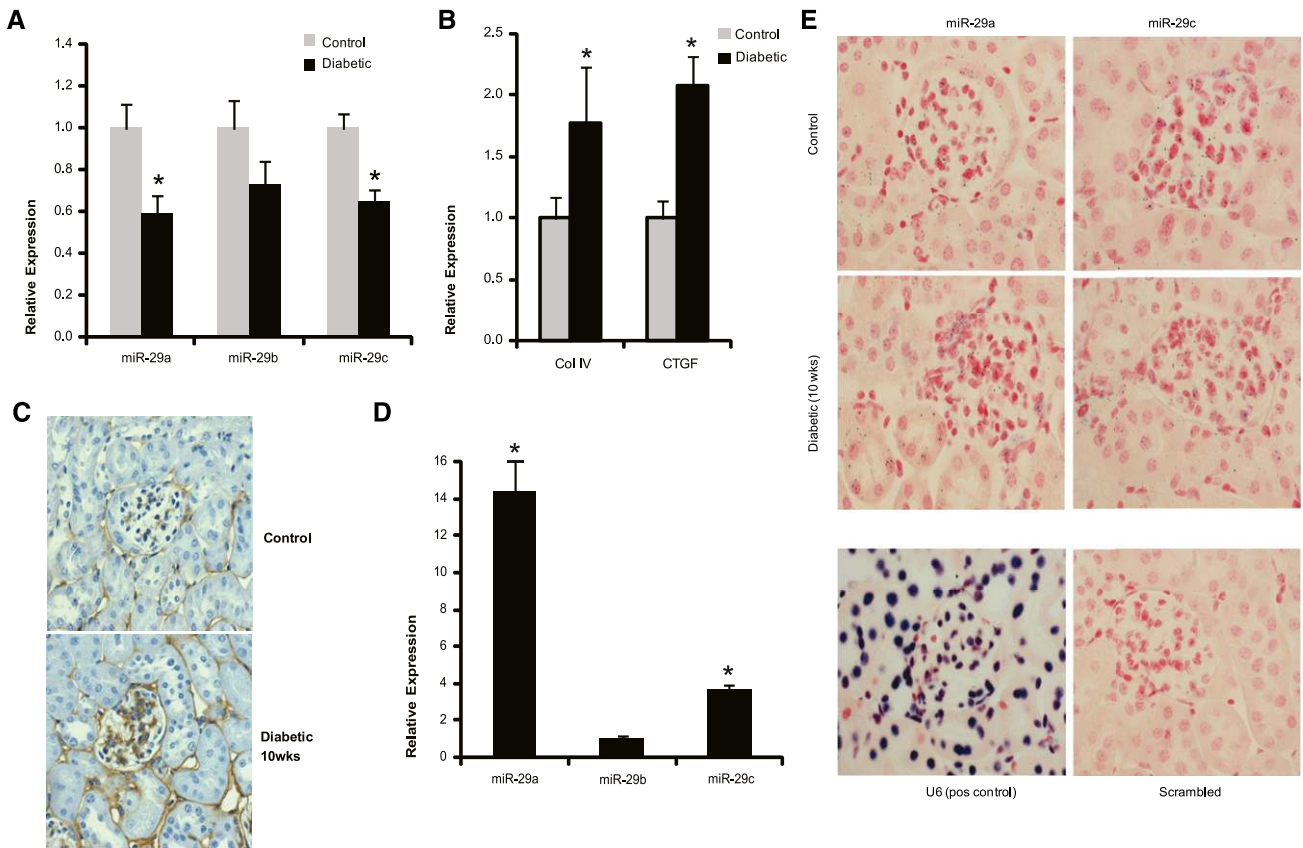 A
1.4
1.2
1.0
0.8
0.6
0.4
0.2
0.0
Relative Expression
Control
Diabetic
*
*
miR-29a
miR-29b
miR-29c
B
2.5
2.0
1.5
1.0
0.5
0.0
Relative Expression
Control
Diabetic
*
*
Col IV
CTGF
C
Control
Diabetic
10wks
D
16
14
12
10
8
6
4
2
0
Relative Expression
*
*
miR-29a
miR-29b
miR-29c
E
miR-29a
miR-29c
Control
Diabetic (10 wks)
U6 (pos control)
Scrambled